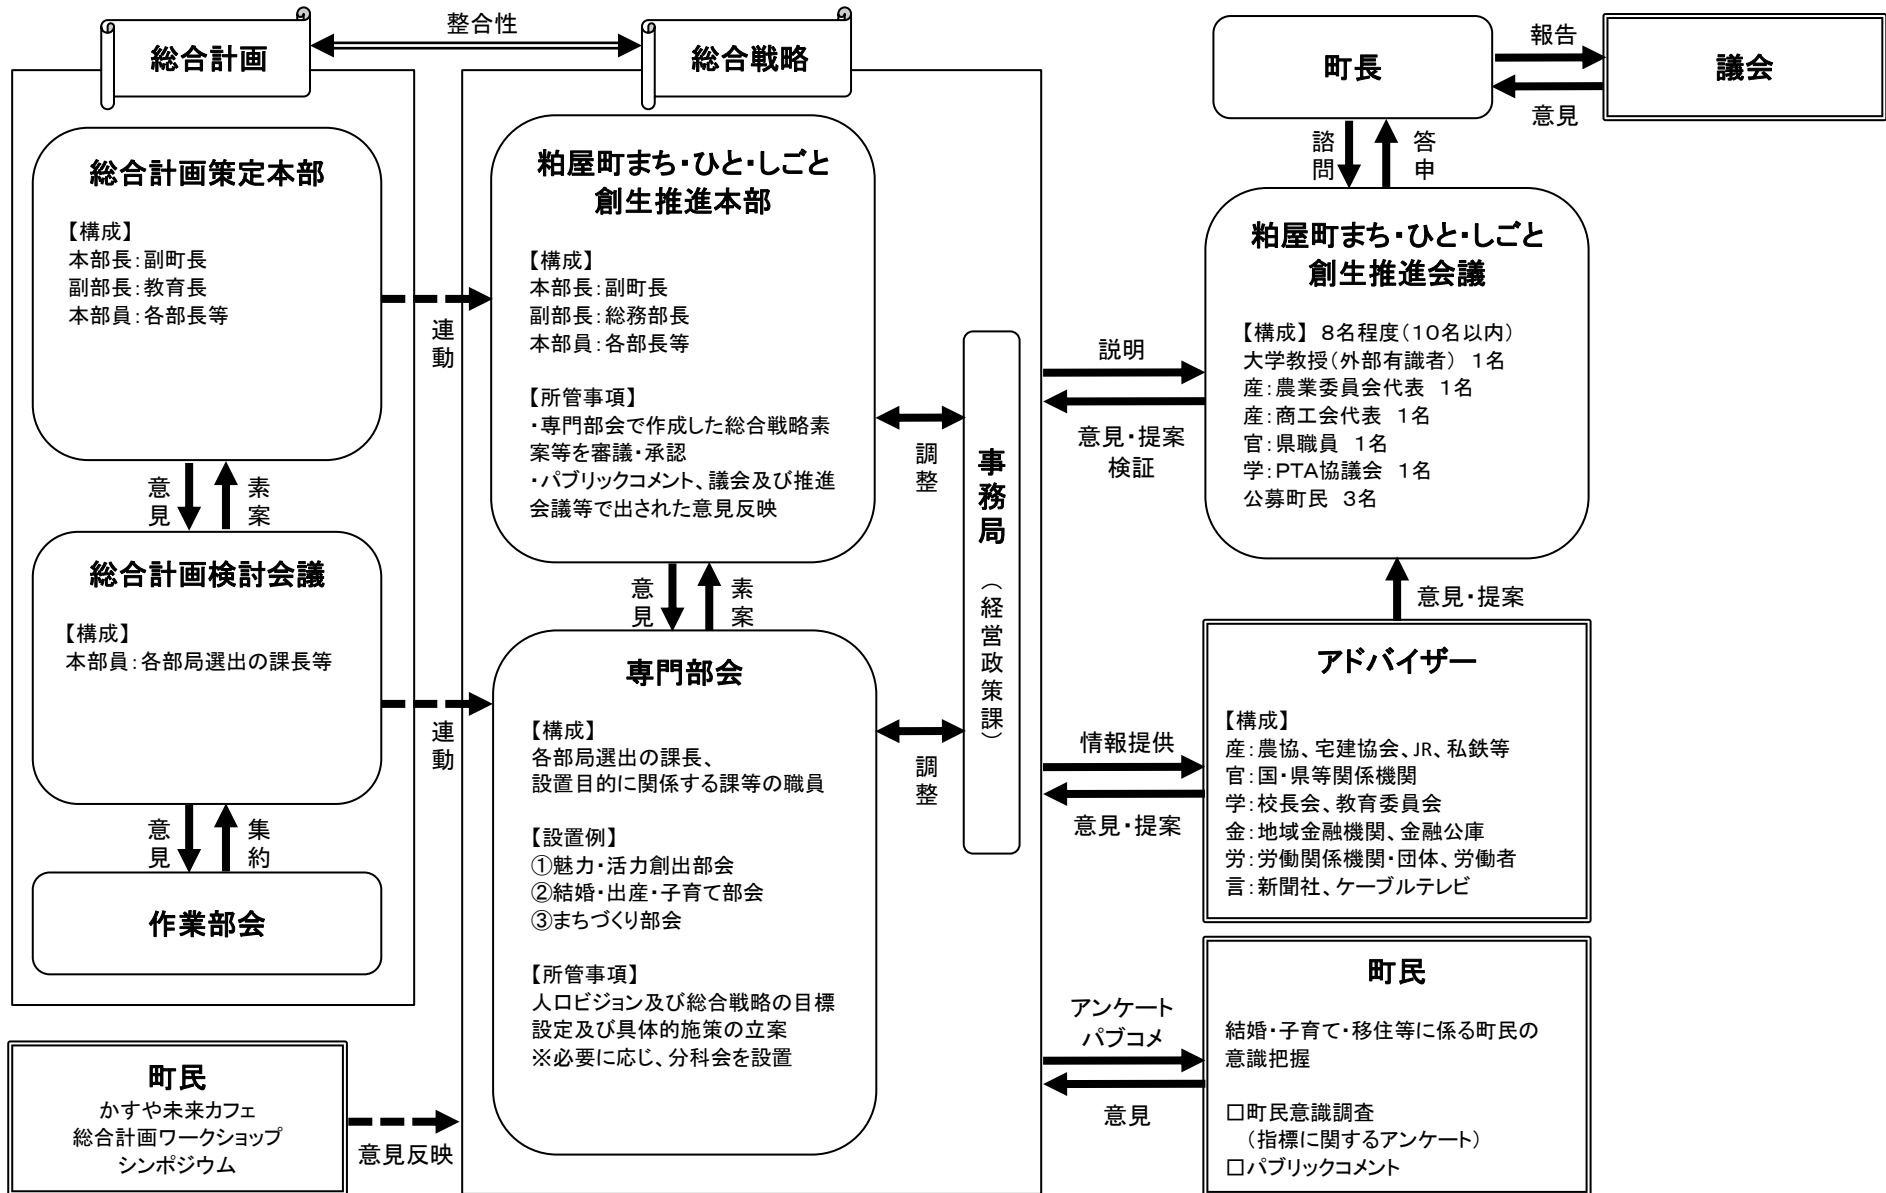 総合計画
整合性
総合戦略
総合計画策定本部
【構成】
本部長：副町長
副部長：教育長
本部員：各部長等
意見
素案
総合計画検討会議
【構成】
本部員：各部局選出の課長等
意見
集約
作業部会
町民
かすや未来カフェ
総合計画ワークショップ
シンポジウム
連動
連動
意見反映
粕屋町まち・ひと・しごと
創生推進本部
【構成】
本部長：副町長
副部長：総務部長
本部員：各部長等
【所管事項】
・専門部会で作成した総合戦略素
案等を審議・承認
・パブリックコメント、議会及び推進
会議等で出された意見反映
意見
素案
専門部会
【構成】
各部局選出の課長、
設置目的に関係する課等の職員
【設置例】
①魅力・活力創出部会
②結婚・出産・子育て部会
③まちづくり部会
【所管事項】
人口ビジョン及び総合戦略の目標
設定及び具体的施策の立案
※必要に応じ、分科会を設置
調整
調整
事務局（経営政策課）
説明
意見・提案
検証
情報提供
意見・提案
アンケート
パブコメ
意見
町長
報告
意見
議会
諮問
答申
粕屋町まち・ひと・しごと
創生推進会議
【構成】 8名程度（10名以内）
大学教授（外部有識者） 1名
産：農業委員会代表 1名
産：商工会代表 1名
官：県職員 1名
学：PTA協議会 1名
公募町民 3名
意見・提案
アドバイザー
【構成】
産：農協、宅建協会、JR、私鉄等
官：国・県等関係機関
学：校長会、教育委員会
金：地域金融機関、金融公庫
労：労働関係機関・団体、労働者
言：新聞社、ケーブルテレビ
町民
結婚・子育て・移住等に係る町民の
意識把握
□町民意識調査
（指標に関するアンケート）
□パブリックコメント